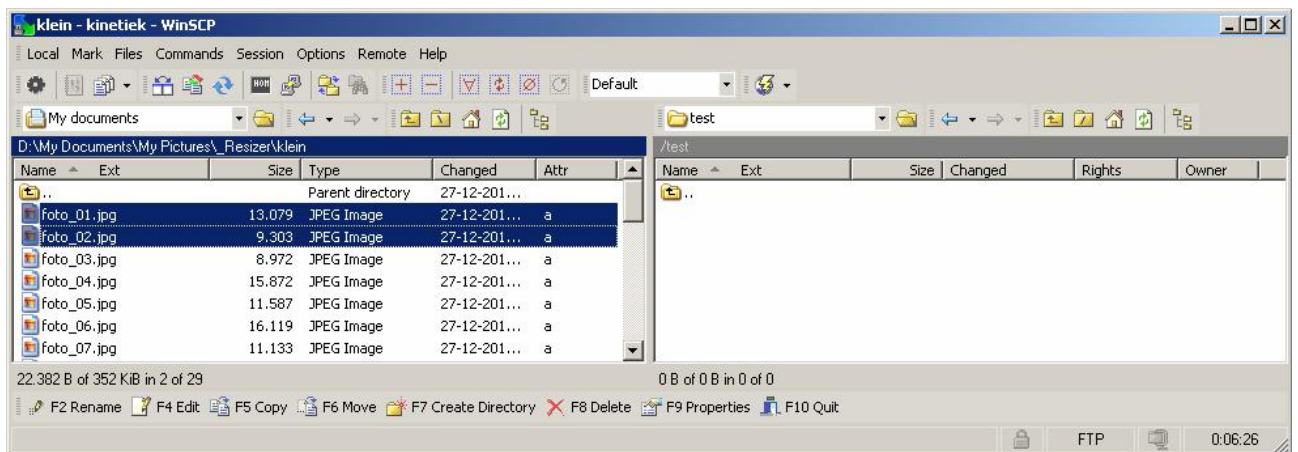 klein - kinetiek - WinSCP
Local Mark Files Commands Session Options Remote Help
Default
My documents
test
D:\My Documents\My Pictures\_Resizer\klein
/test
Name Ext Size Type Changed Attr
Name Ext Size Changed Rights Owner
.. Parent directory 27-12-201...
..
foto_01.jpg 13.079 JPEG Image 27-12-201... a
foto_02.jpg 9.303 JPEG Image 27-12-201... a
foto_03.jpg 8.972 JPEG Image 27-12-201... a
foto_04.jpg 15.872 JPEG Image 27-12-201... a
foto_05.jpg 11.587 JPEG Image 27-12-201... a
foto_06.jpg 16.119 JPEG Image 27-12-201... a
foto_07.jpg 11.133 JPEG Image 27-12-201... a
22.382 B of 352 KiB in 2 of 29
0 B of 0 B in 0 of 0
F2 Rename F4 Edit F5 Copy F6 Move F7 Create Directory F8 Delete F9 Properties F10 Quit
FTP 0:06:26